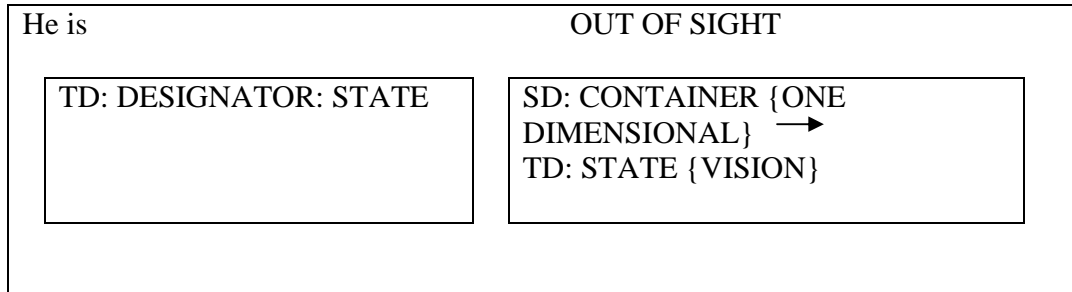 He is OUT OF SIGHT
TD: DESIGNATOR: STATE
SD: CONTAINER {ONE
DIMENSIONAL}
TD: STATE {VISION}